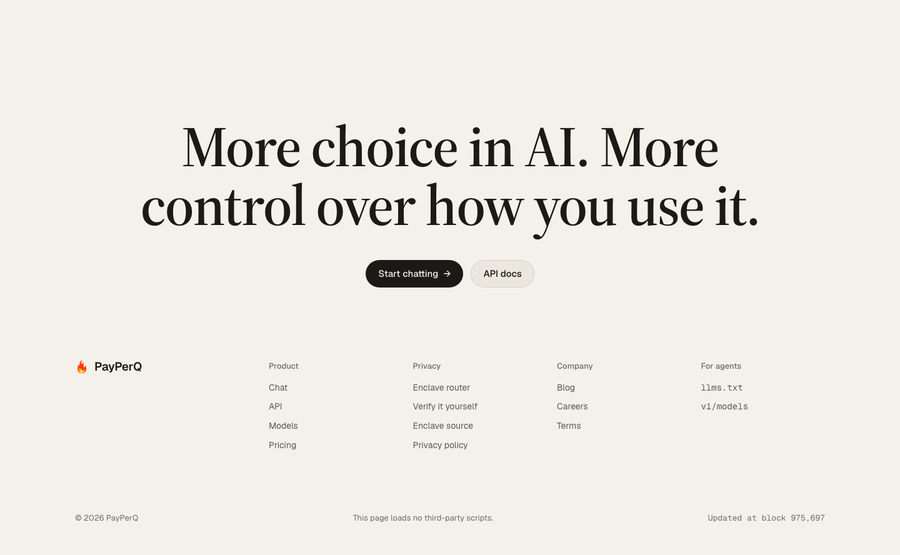 More choice in AI. More
control over how you use it.
Start chatting →
API docs
PayPerQ
Product
Chat
API
Models
Pricing
Privacy
Enclave router
Verify it yourself
Enclave source
Privacy policy
Company
Blog
Careers
Terms
For agents
llms.txt
v1/models
© 2026 PayPerQ
This page loads no third-party scripts.
Updated at block 975,697